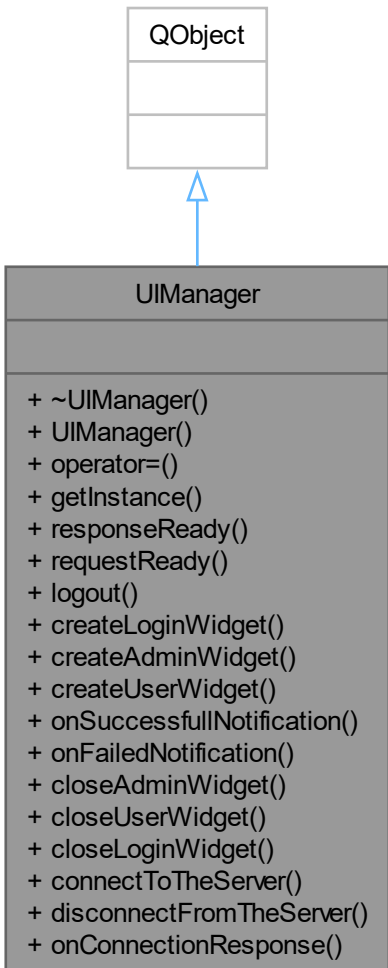 QObject
UIManager
+ ~UIManager()
+ UIManager()
+ operator=()
+ getInstance()
+ responseReady()
+ requestReady()
+ logout()
+ createLoginWidget()
+ createAdminWidget()
+ createUserWidget()
+ onSuccessfullNotification()
+ onFailedNotification()
+ closeAdminWidget()
+ closeUserWidget()
+ closeLoginWidget()
+ connectToTheServer()
+ disconnectFromTheServer()
+ onConnectionResponse()